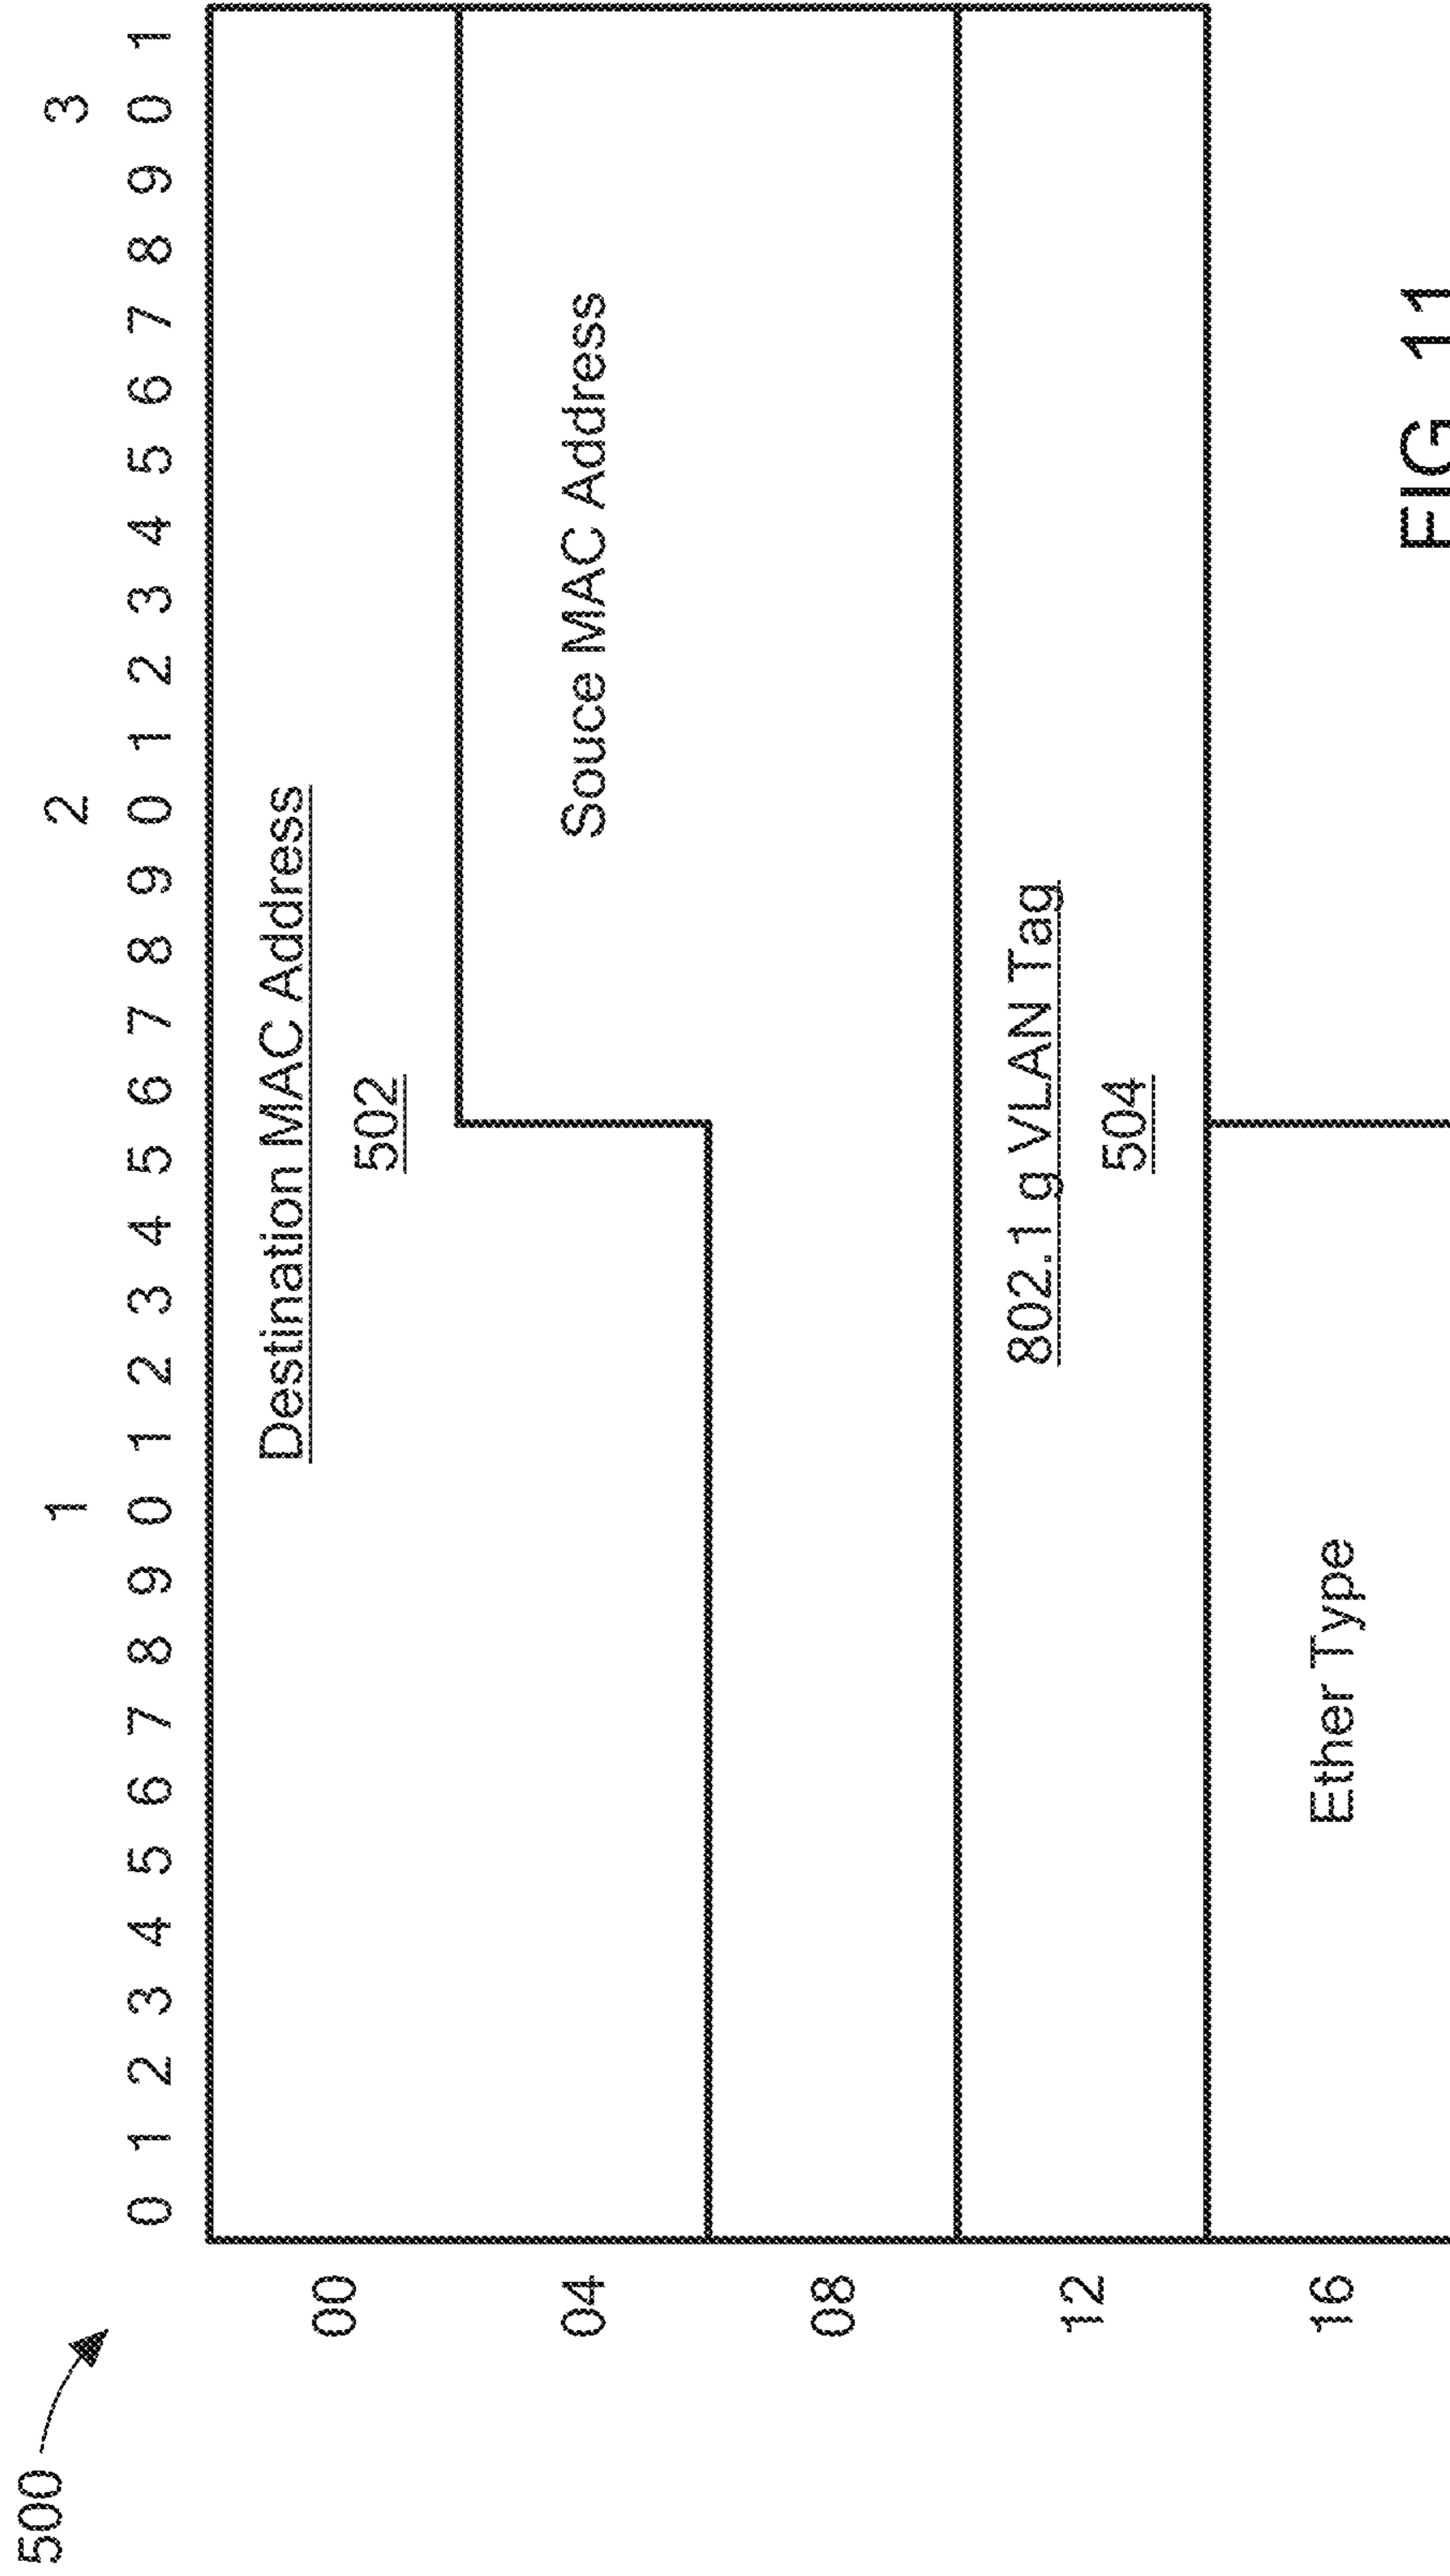 500
1 2 3
0 1 2 3 4 5 6 7 8 9 0 1 2 3 4 5 6 7 8 9 0 1 2 3 4 5 6 7 8 9 0 1
00
Destination MAC Address
502
04
Souce MAC Address
08
12
802.1 g VLAN Tag
504
16
Ether Type
FIG. 11